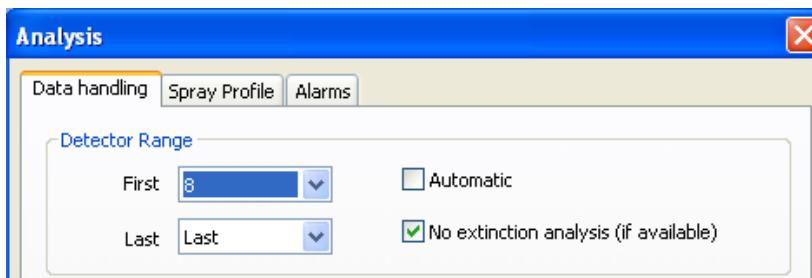 Analysis
Data handling Spray Profile Alarms
Detector Range
First 8 Automatic
Last Last No extinction analysis (if available)